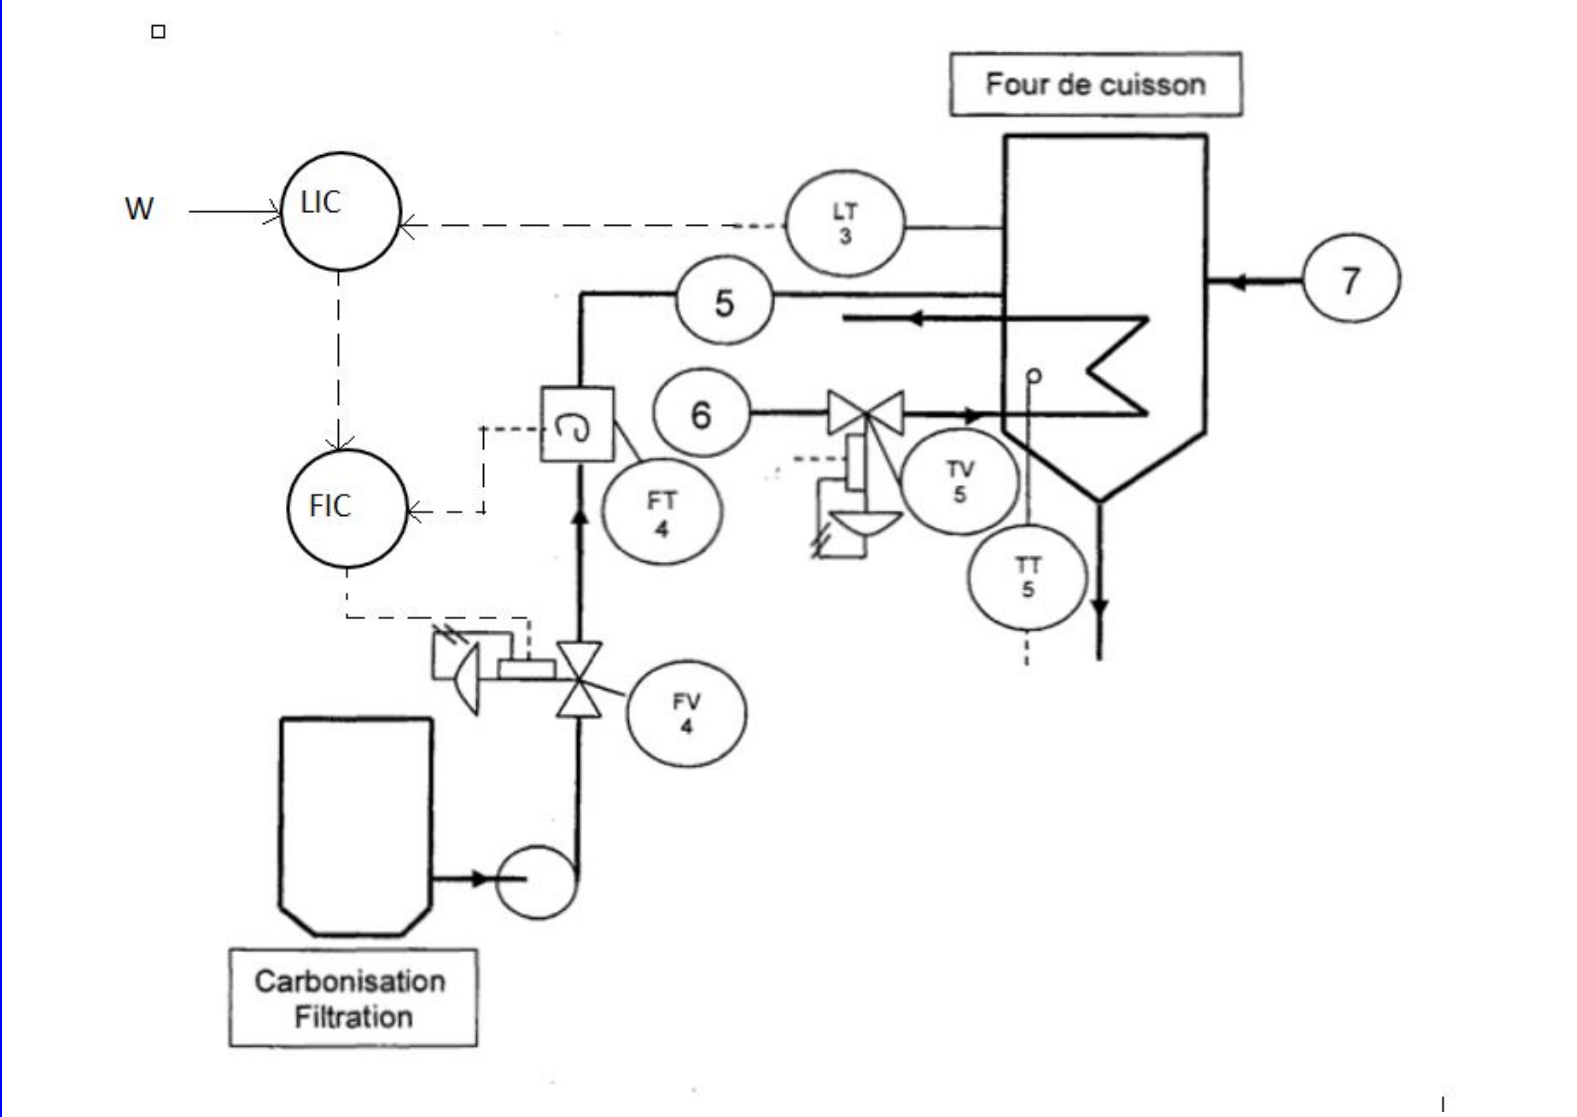 Four de cuisson
W
LIC
LT
3
5
7
6
FIC
FT
4
TV
5
TT
5
FV
4
Carbonisation
Filtration